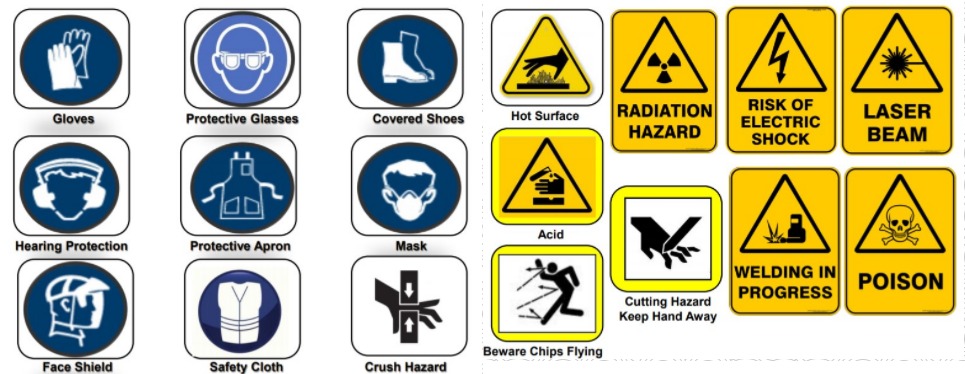 Gloves
Protective Glasses
Covered Shoes
Hearing Protection
Protective Apron
Mask
Face Shield
Safety Cloth
Crush Hazard
Hot Surface
RADIATION
HAZARD
RISK OF
ELECTRIC
SHOCK
LASER
BEAM
Acid
Cutting Hazard
Keep Hand Away
WELDING IN
PROGRESS
POISON
Beware Chips Flying